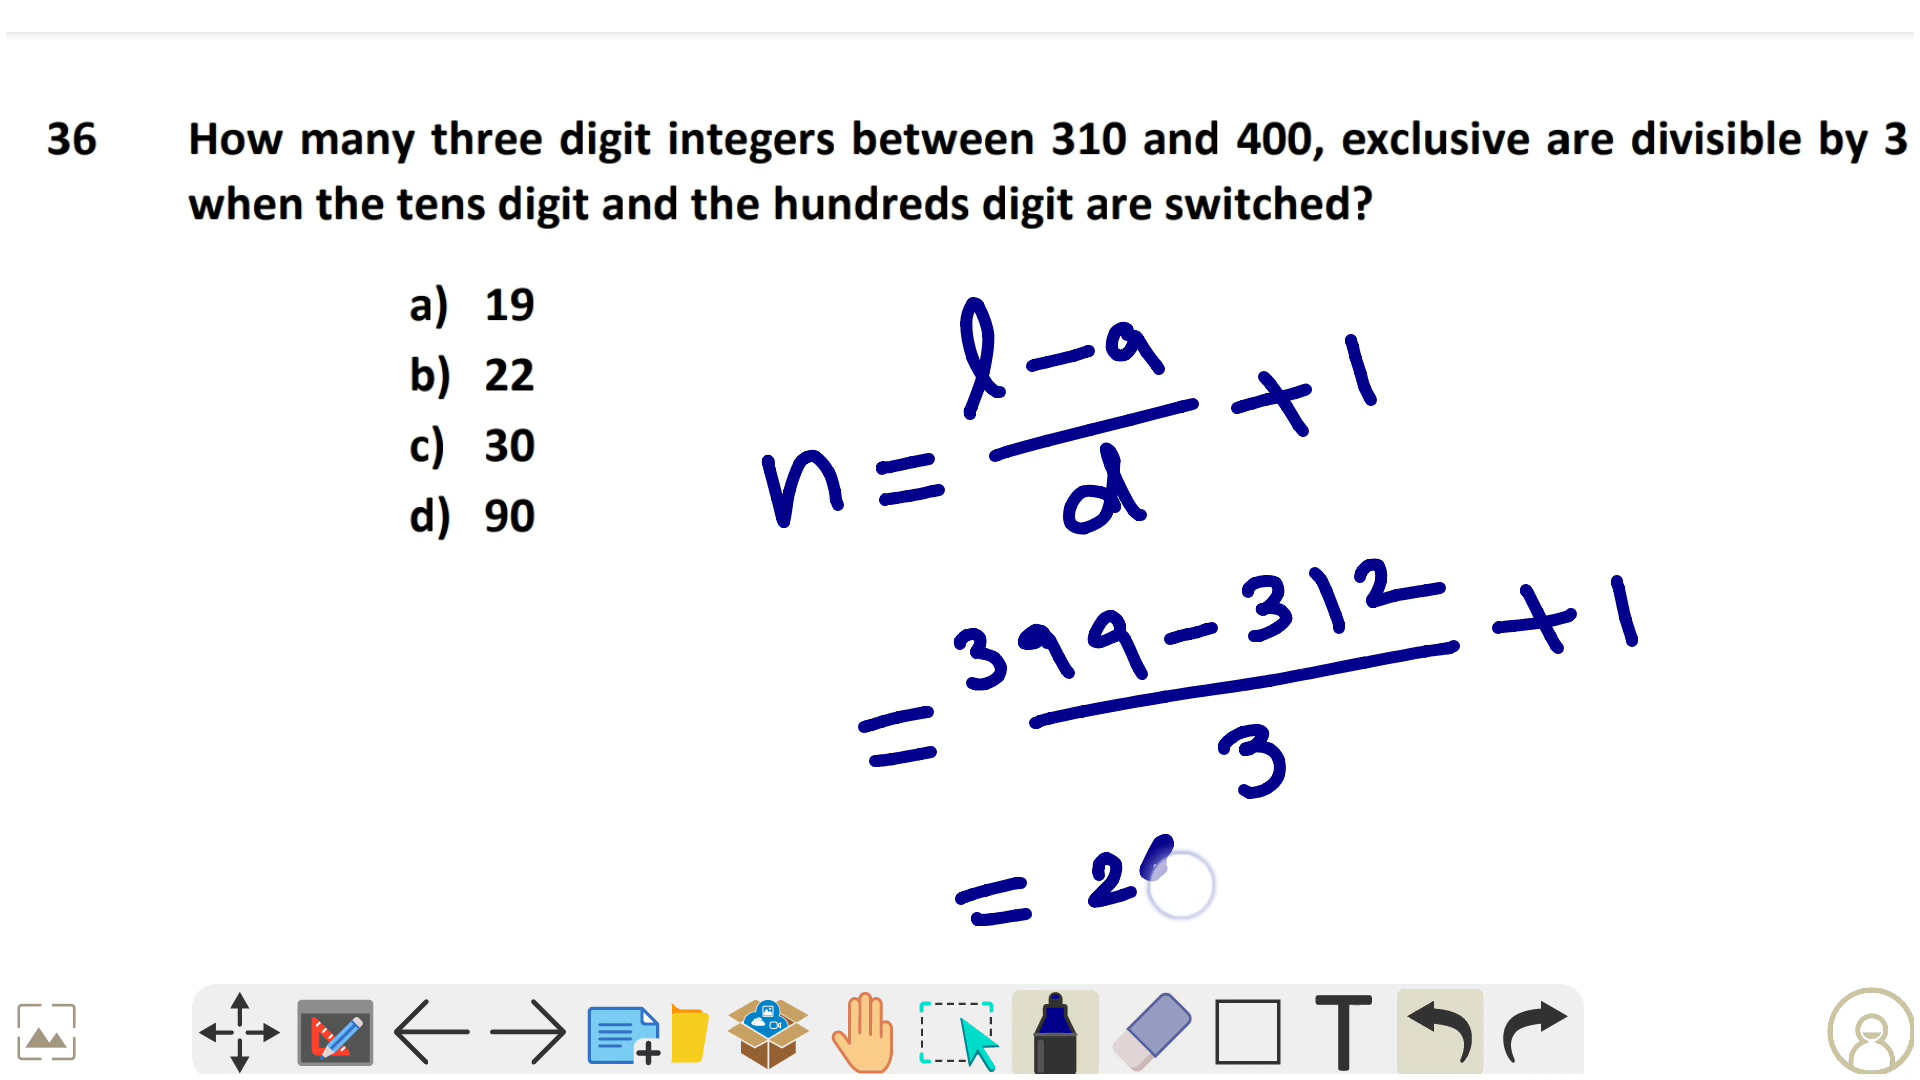 36 How many three digit integers between 310 and 400, exclusive are divisible by 3
when the tens digit and the hundreds digit are switched?
a) 19
b) 22
c) 30
d) 90
n = l - a / d + 1
= 399 - 312 / 3 + 1
= 2
T